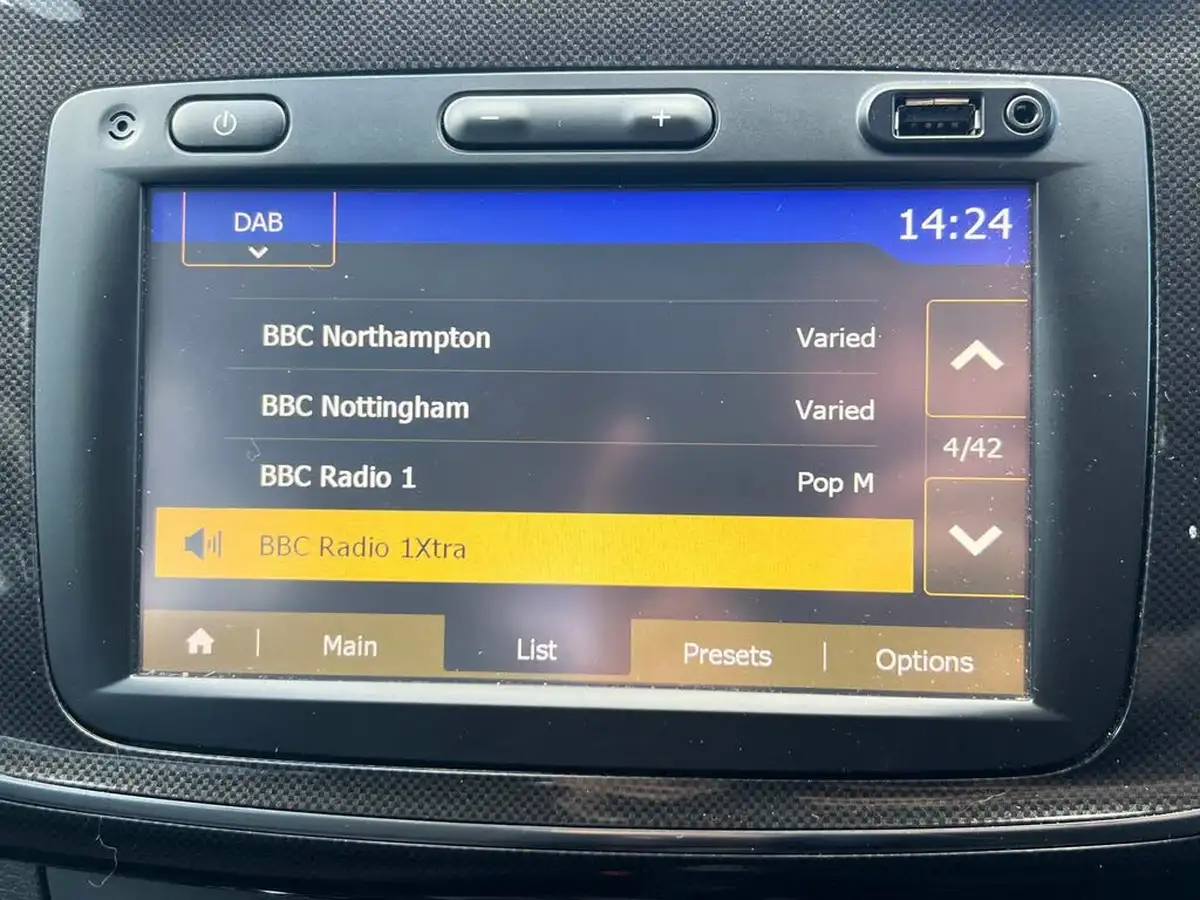 DAB
14:24
BBC Northampton Varied
BBC Nottingham Varied
BBC Radio 1 Pop M
4/42
BBC Radio 1Xtra
Main List Presets Options